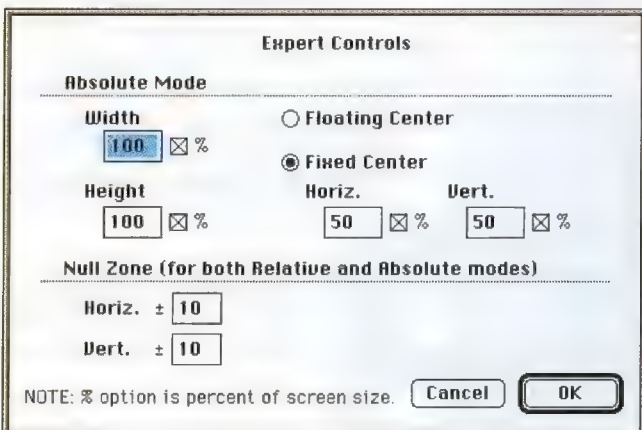 Expert Controls
Absolute Mode
Width
100 %
Floating Center
Fixed Center
Height
100 %
Horiz.
50 %
Vert.
50 %
Null Zone (for both Relative and Absolute modes)
Horiz. ± 10
Vert. ± 10
NOTE: % option is percent of screen size.
Cancel
OK